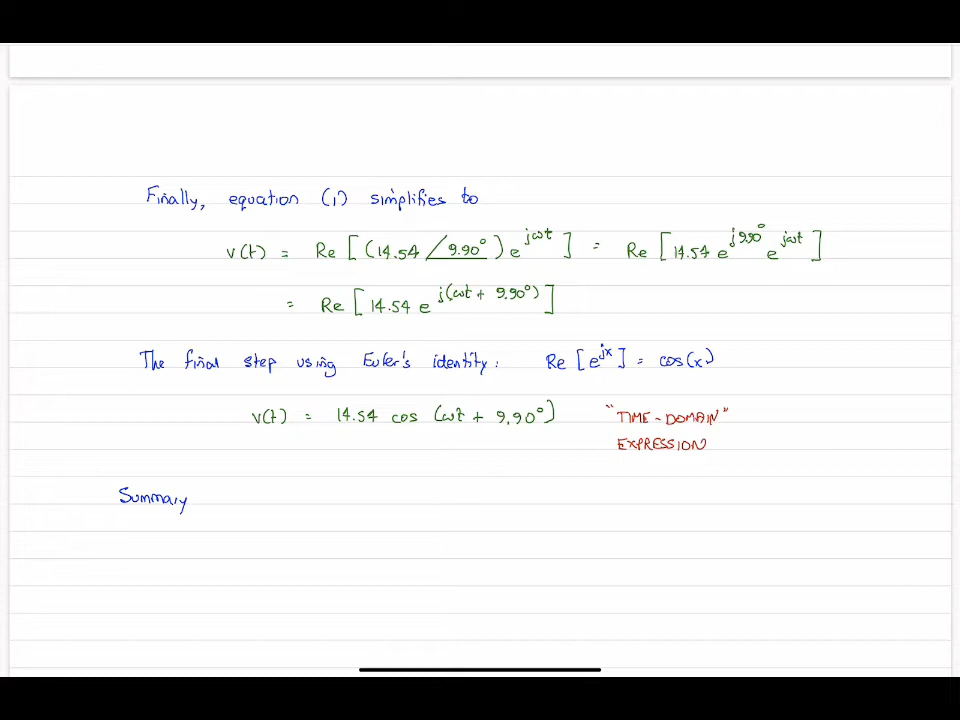 Finally, equation (1) simplifies to
v(t) = Re [(14.54 ∠9.90°) e^{jωt}] = Re [14.54 e^{j9.90°} e^{jωt}]
= Re [14.54 e^{j(ωt + 9.90°)}]
The final step using Euler's identity: Re [e^{jx}] = cos(x)
v(t) = 14.54 cos (ωt + 9.90°) "TIME-DOMAIN"
EXPRESSION
Summary